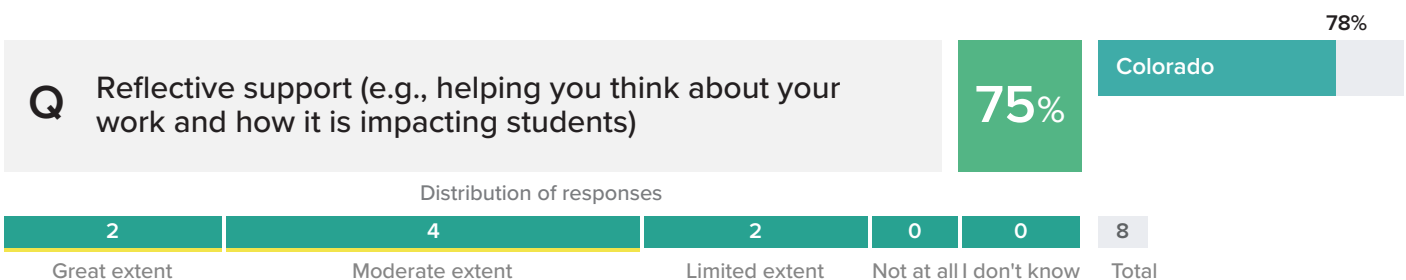 78%
Q
Reflective support (e.g., helping you think about your
work and how it is impacting students)
75%
Colorado
Distribution of responses
2 4 2 0 0 8
Great extent Moderate extent Limited extent Not at all I don't know Total